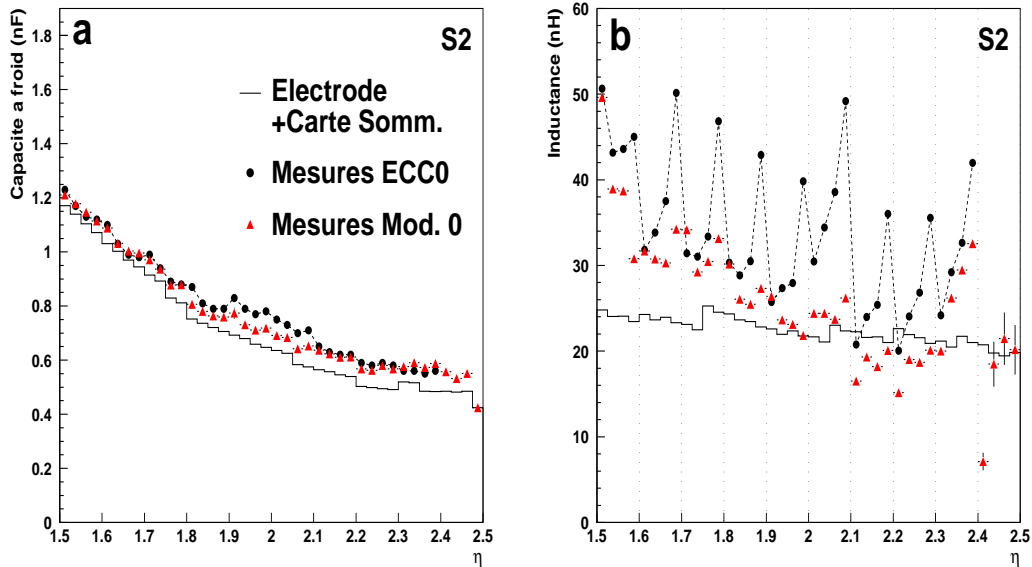 Capacite a froid (nF)
1.8
1.6
1.4
1.2
1
0.8
0.6
0.4
0.2
0
a
S2
Electrode
+Carte Somm.
Mesures ECC0
Mesures Mod. 0
1.5 1.6 1.7 1.8 1.9 2 2.1 2.2 2.3 2.4 2.5
η
Inductance (nH)
60
50
40
30
20
10
0
b
S2
1.5 1.6 1.7 1.8 1.9 2 2.1 2.2 2.3 2.4 2.5
η